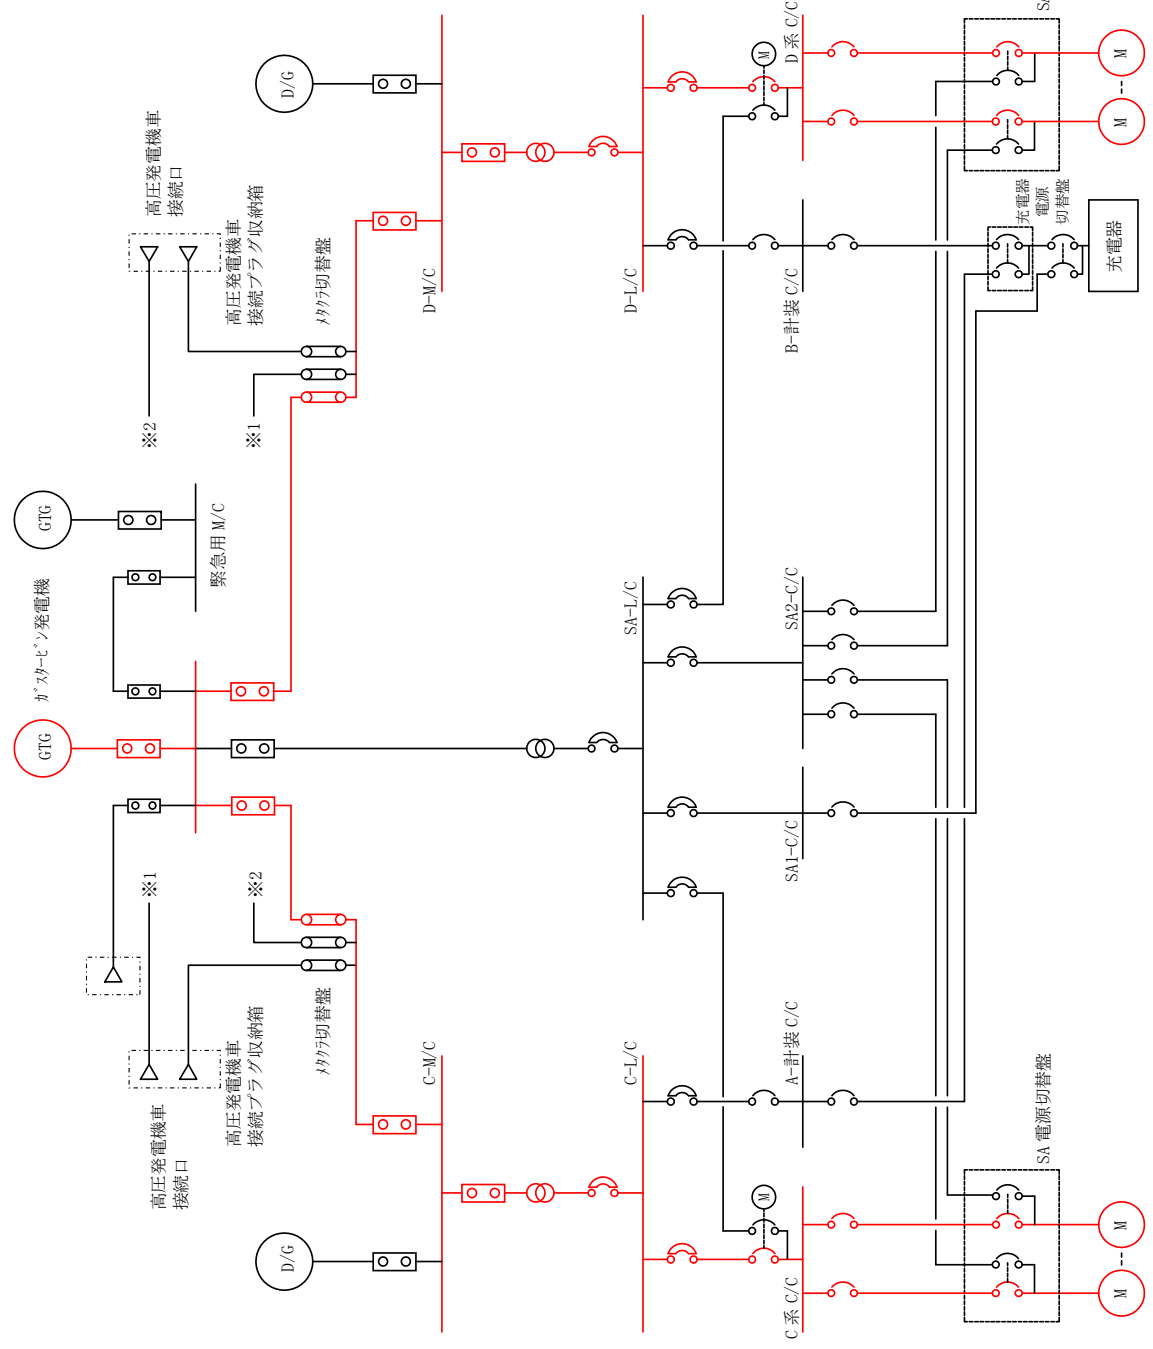 GTG
ガスタービン発電機
GTG
緊急用 M/C
※2
※1
高圧発電機車
接続口
高圧発電機車
接続プラグ収納箱
メタクラ切替盤
D/G
D-M/C
※1
※2
高圧発電機車
接続口
高圧発電機車
接続プラグ収納箱
メタクラ切替盤
D/G
C-M/C
D-L/C
SA-L/C
C-L/C
M
D 系 C/C
B-計装 C/C
SA2-C/C
SA1-C/C
A-計装 C/C
M
C 系 C/C
SA
充電器
電源
切替盤
充電器
SA 電源切替盤
M
M
M
M